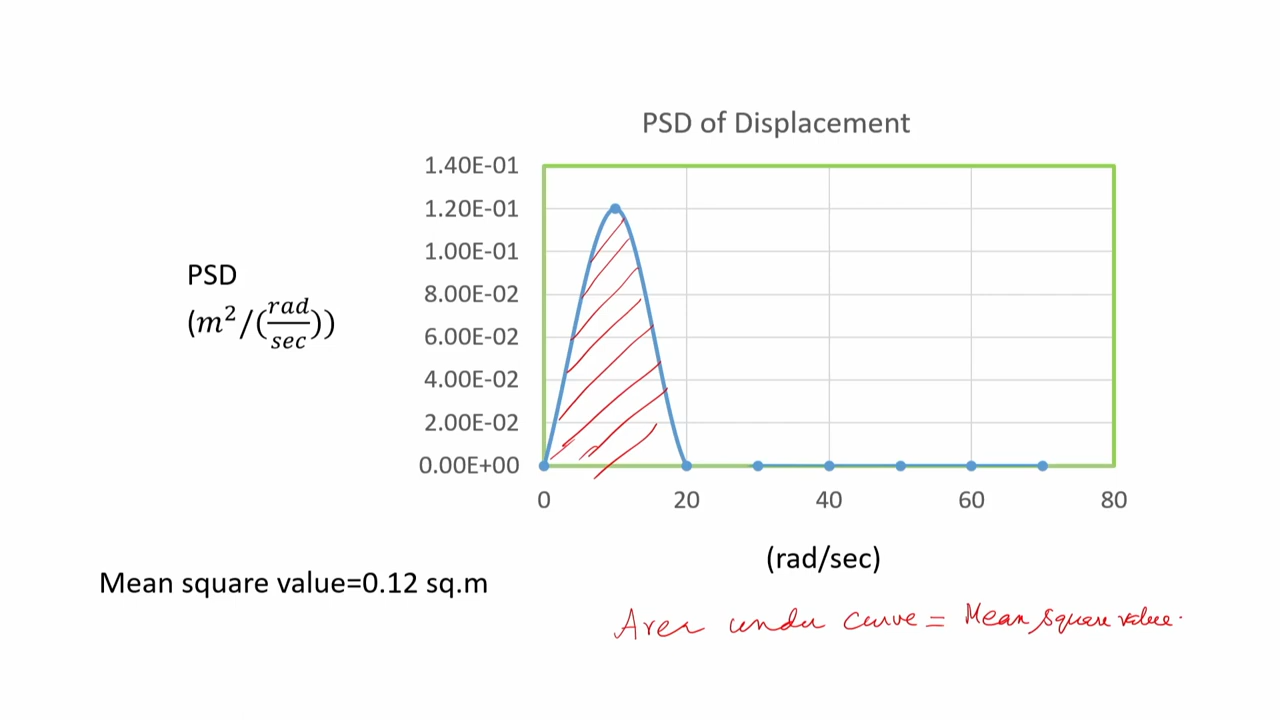 PSD of Displacement
1.40E-01
1.20E-01
1.00E-01
8.00E-02
6.00E-02
4.00E-02
2.00E-02
0.00E+00
PSD
(m²/(rad/sec))
0 20 40 60 80
(rad/sec)
Mean square value=0.12 sq.m
Area under curve = Mean square value.